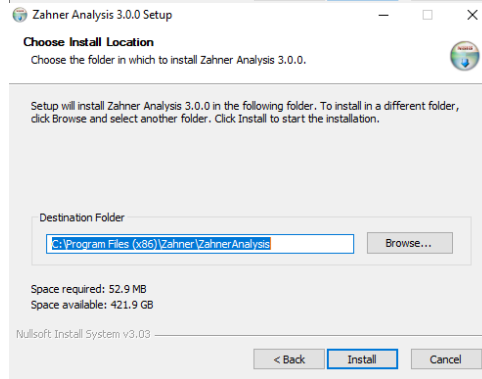 Zahner Analysis 3.0.0 Setup
Choose Install Location
Choose the folder in which to install Zahner Analysis 3.0.0.
Setup will install Zahner Analysis 3.0.0 in the following folder. To install in a different folder,
click Browse and select another folder. Click Install to start the installation.
Destination Folder
C:\Program Files (x86)\Zahner\ZahnerAnalysis
Browse...
Space required: 52.9 MB
Space available: 421.9 GB
Nullsoft Install System v3.03
< Back Install Cancel